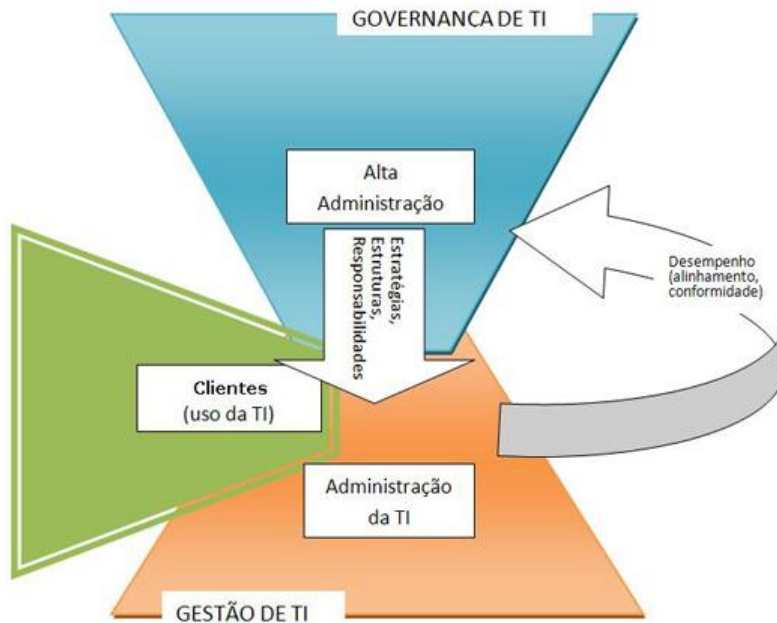 GOVERNANCA DE TI
Alta
Administração
Estratégias,
Estruturas,
Responsabilidades
Desempenho
(alinhamento,
conformidade)
Clientes
(uso da TI)
Administração
da TI
GESTÃO DE TI